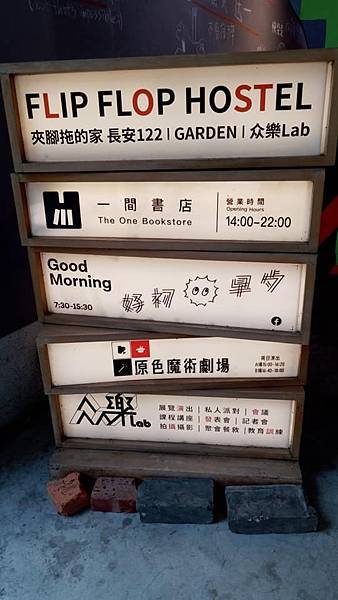 FLIP FLOP HOSTEL
夾腳拖的家 長安122 | GARDEN | 众樂Lab
一間書店
The One Bookstore
營業時間
Opening Hours
14:00-22:00
Good
Morning
7:30-15:30
原色魔術劇場
众樂Lab
展覽演出 | 私人派對 | 會議
課程講座 | 發表會 | 記者會
拍攝攝影 | 聚會餐敘 | 教育訓練